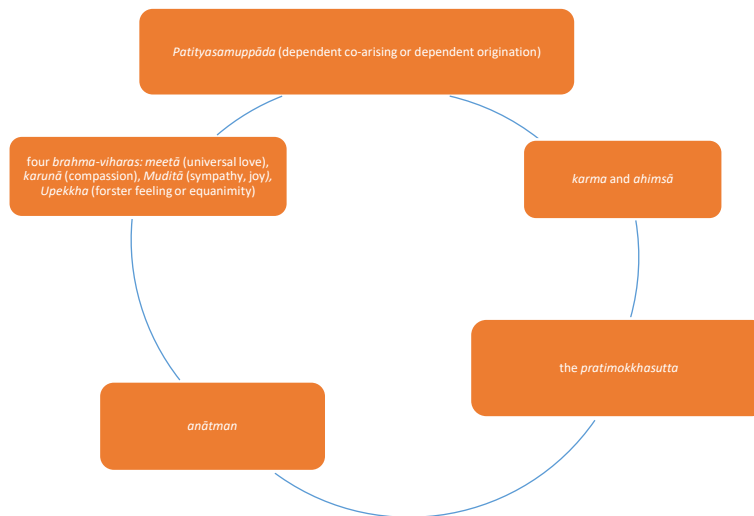 Patityasamuppāda (dependent co-arising or dependent origination)
four brahma-viharas: meetā (universal love),
karunā (compassion), Muditā (sympathy, joy),
Upekkha (forster feeling or equanimity)
karma and ahimsā
the pratimokkhasutta
anātman